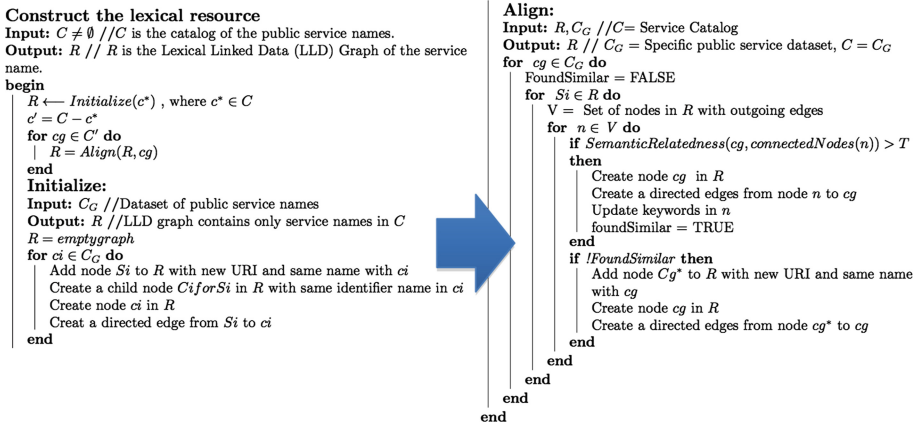 Construct the lexical resource
Input: C ≠ ∅ //C is the catalog of the public service names.
Output: R // R is the Lexical Linked Data (LLD) Graph of the service
name.
begin
R ⟵ Initialize(c*) , where c* ∈ C
c′ = C − c*
for cg ∈ C′ do
R = Align(R, cg)
end
Initialize:
Input: C_G //Dataset of public service names
Output: R //LLD graph contains only service names in C
R = emptygraph
for ci ∈ C_G do
Add node Si to R with new URI and same name with ci
Create a child node CiforSi in R with same identifier name in ci
Create node ci in R
Creat a directed edge from Si to ci
end
Align:
Input: R, C_G //C= Service Catalog
Output: R // C_G = Specific public service dataset, C = C_G
for cg ∈ C_G do
FoundSimilar = FALSE
for Si ∈ R do
V = Set of nodes in R with outgoing edges
for n ∈ V do
if SemanticRelatedness(cg, connectedNodes(n)) > T
then
Create node cg in R
Create a directed edges from node n to cg
Update keywords in n
foundSimilar = TRUE
end
if !FoundSimilar then
Add node Cg* to R with new URI and same name
with cg
Create node cg in R
Create a directed edges from node cg* to cg
end
end
end
end
end